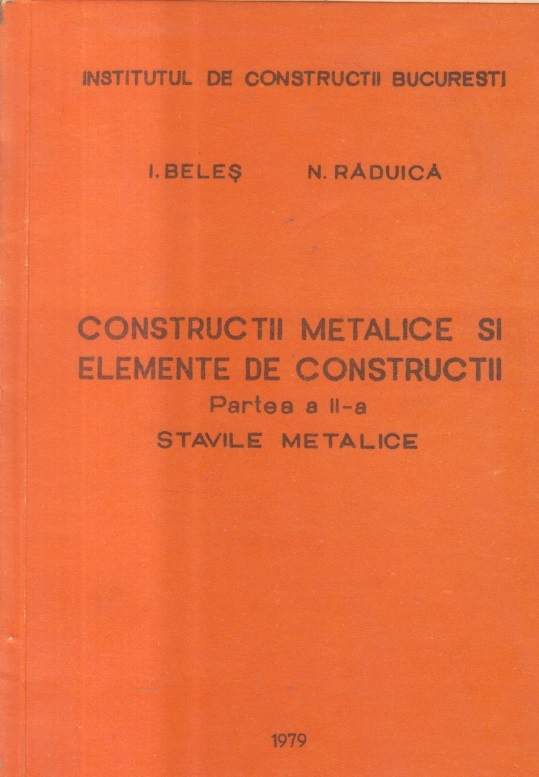 INSTITUTUL DE CONSTRUCTII BUCURESTI
I. BELEŞ N. RĂDUICĂ
CONSTRUCTII METALICE SI
ELEMENTE DE CONSTRUCTII
Partea a II-a
STAVILE METALICE
1979